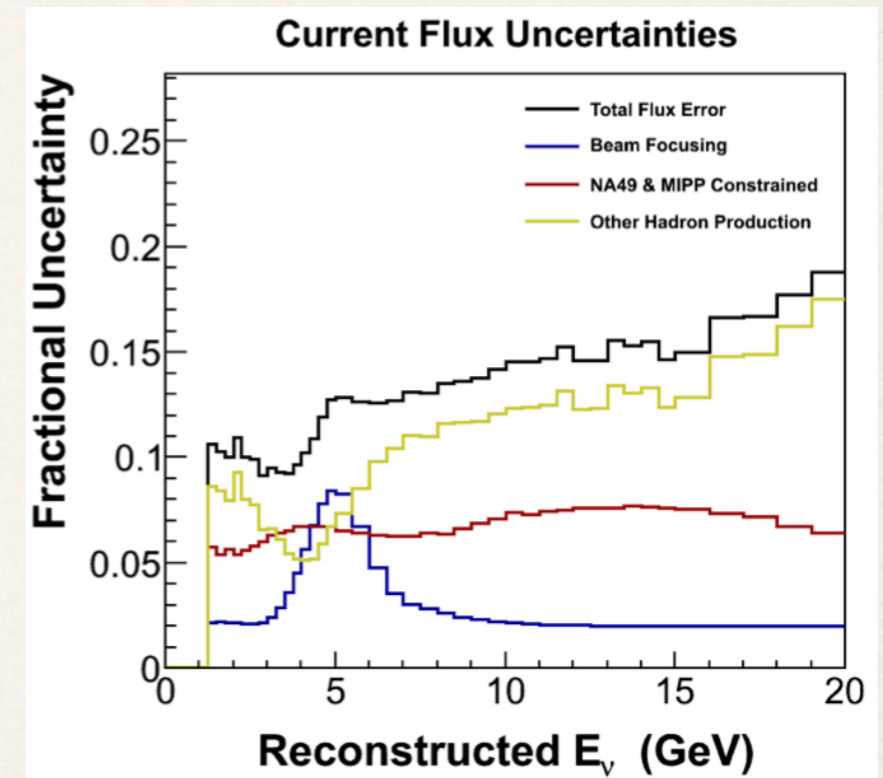 Current Flux Uncertainties
Fractional Uncertainty
0.25
0.2
0.15
0.1
0.05
0
Total Flux Error
Beam Focusing
NA49 & MIPP Constrained
Other Hadron Production
0 5 10 15 20
Reconstructed Eν (GeV)